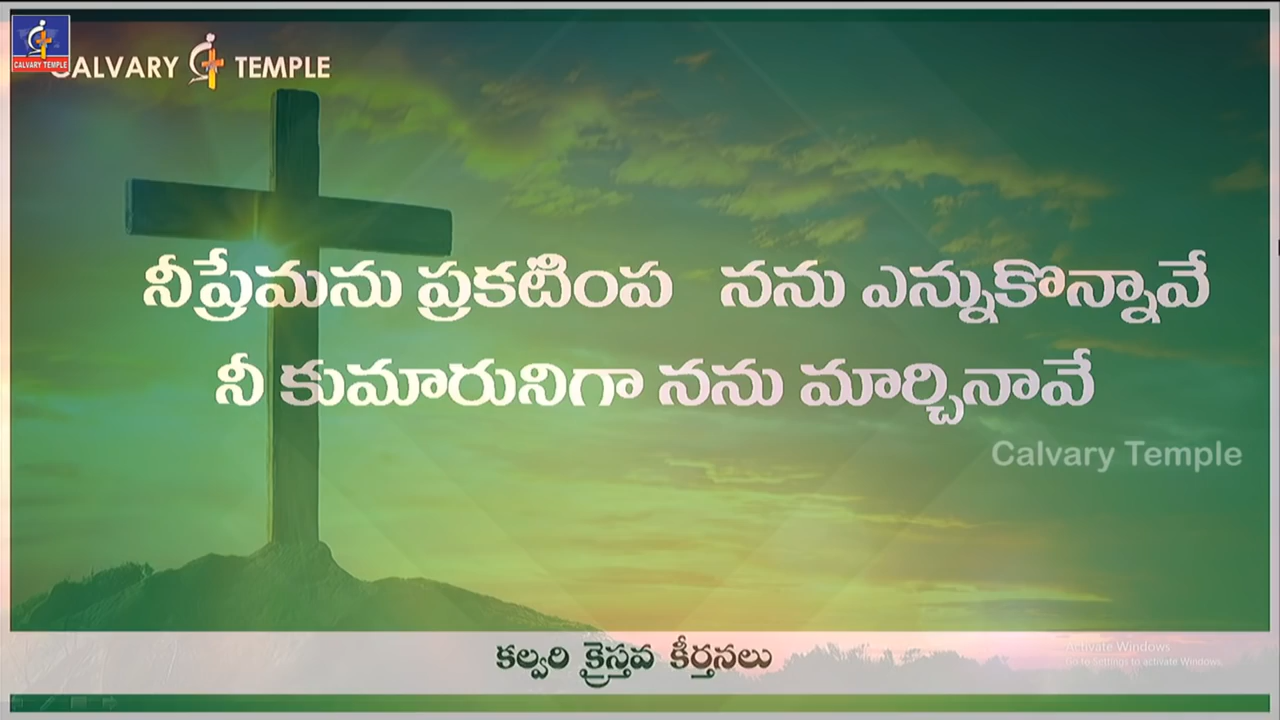 CALVARY TEMPLE
CALVARY TEMPLE
నీప్రేమను ప్రకటింప నను ఎన్నుకొన్నావే
నీ కుమారునిగా నను మార్చినావే
Calvary Temple
కల్వరి క్రైస్తవ కీర్తనలు
Activate Windows
Go to Settings to activate Windows.